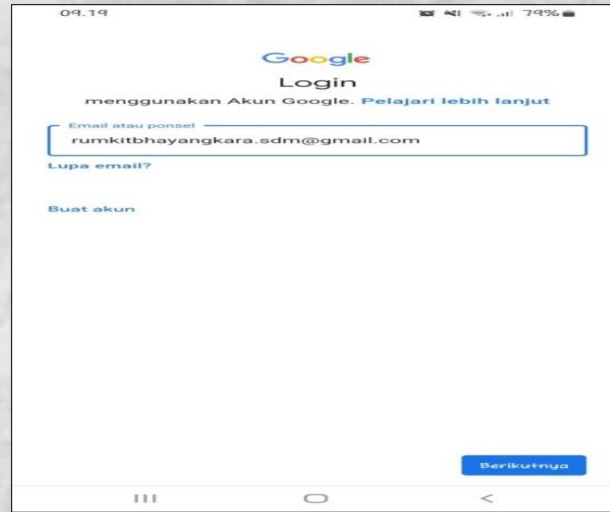 09.19 79%
Google
Login
menggunakan Akun Google. Pelajari lebih lanjut
Email atau ponsel
rumkitbhayangkara.sdm@gmail.com
Lupa email?
Buat akun
Berikutnya